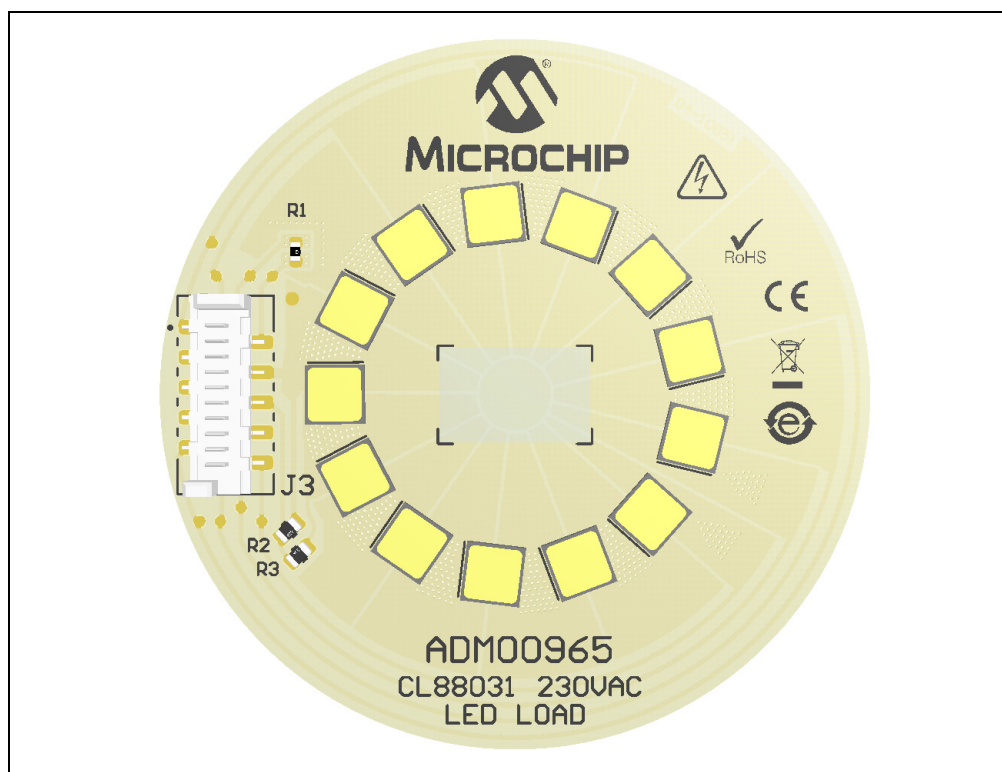 ®
MICROCHIP
R1
RoHS
CE
e
J3
R2
R3
ADM00965
CL88031 230VAC
LED LOAD